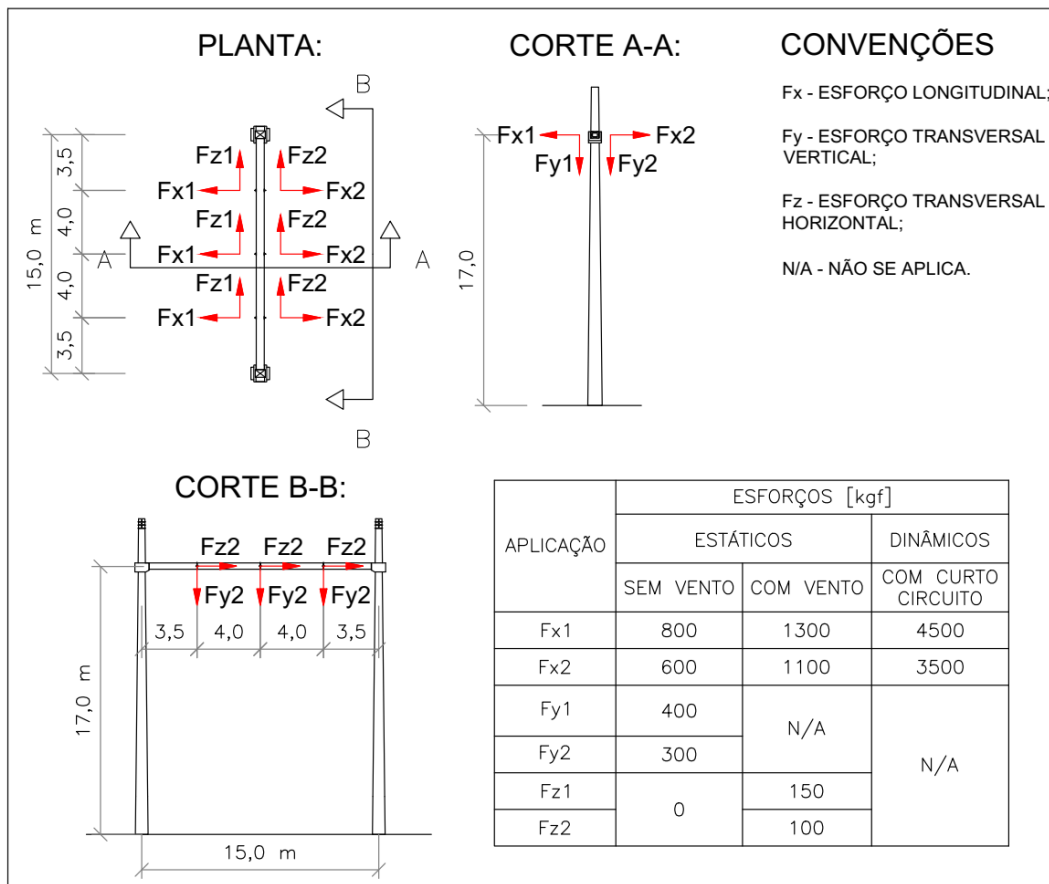 PLANTA:
B
Fz1
Fz2
Fx1
Fx2
Fz1
Fz2
A
Fx1
Fx2
A
Fz1
Fz2
Fx1
Fx2
B
3,5
4,0
4,0
3,5
15,0 m
CORTE A-A:
Fx1
Fx2
Fy1
Fy2
17,0
CONVENÇÕES
Fx - ESFORÇO LONGITUDINAL;
Fy - ESFORÇO TRANSVERSAL
VERTICAL;
Fz - ESFORÇO TRANSVERSAL
HORIZONTAL;
N/A - NÃO SE APLICA.
CORTE B-B:
Fz2 Fz2 Fz2
Fy2 Fy2 Fy2
3,5 4,0 4,0 3,5
17,0 m
15,0 m
APLICAÇÃO
ESFORÇOS [kgf]
ESTÁTICOS DINÂMICOS
SEM VENTO COM VENTO COM CURTO
CIRCUITO
Fx1 800 1300 4500
Fx2 600 1100 3500
Fy1 400
N/A
Fy2 300
N/A
Fz1 150
0
Fz2 100